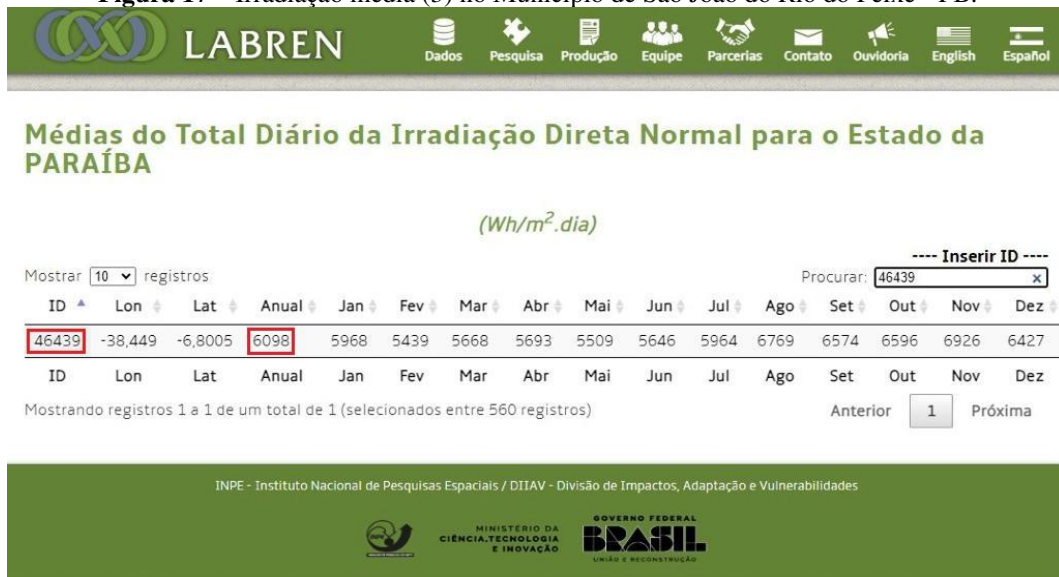 Figura 17 – Irradiação média (3) no Município de São João do Rio do Peixe - PB.
LABREN
Dados Pesquisa Produção Equipe Parcerias Contato Ouvidoria English Español
Médias do Total Diário da Irradiação Direta Normal para o Estado da
PARAÍBA
(Wh/m².dia)
---- Inserir ID ----
Mostrar 10 registros Procurar: 46439 x
ID Lon Lat Anual Jan Fev Mar Abr Mai Jun Jul Ago Set Out Nov Dez
46439 -38,449 -6,8005 6098 5968 5439 5668 5693 5509 5646 5964 6769 6574 6596 6926 6427
ID Lon Lat Anual Jan Fev Mar Abr Mai Jun Jul Ago Set Out Nov Dez
Mostrando registros 1 a 1 de um total de 1 (selecionados entre 560 registros) Anterior 1 Próxima
INPE - Instituto Nacional de Pesquisas Espaciais / DIIAV - Divisão de Impactos, Adaptação e Vulnerabilidades
MINISTÉRIO DA
CIÊNCIA, TECNOLOGIA
E INOVAÇÃO
GOVERNO FEDERAL
BRASIL
UNIÃO E RECONSTRUÇÃO